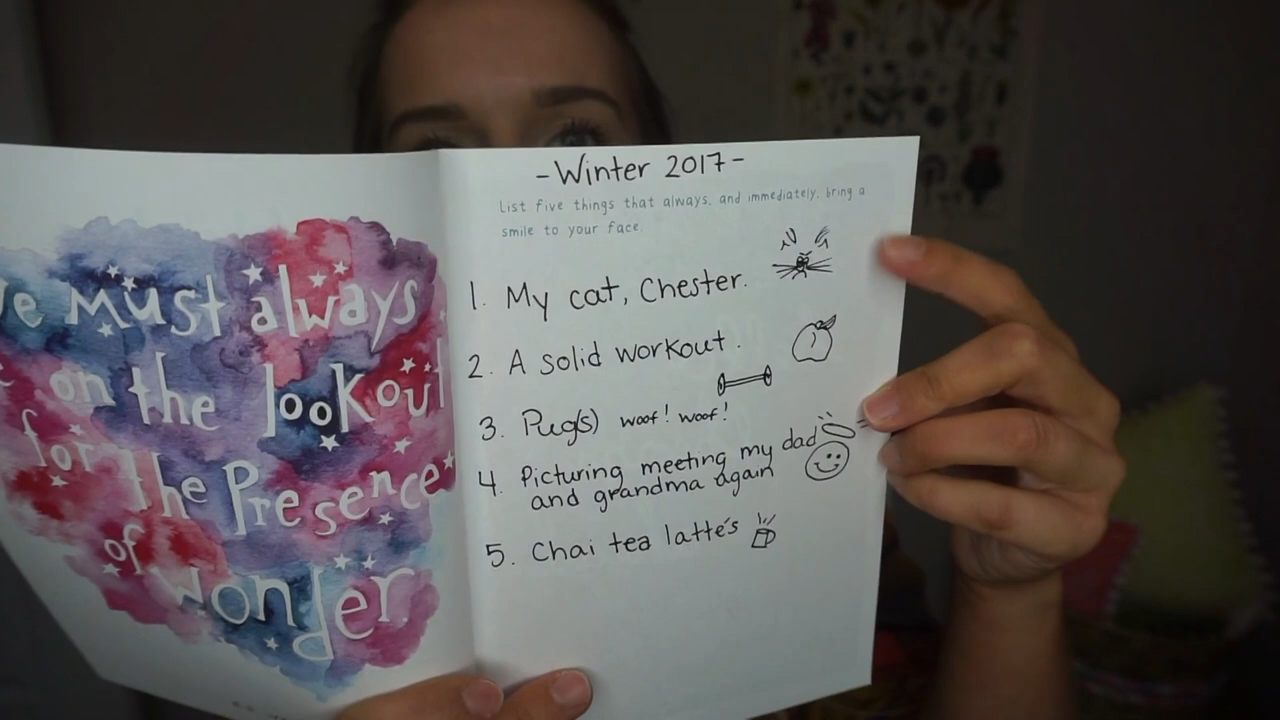 must always
on the lookout
for the Presence
of
wonder.
-Winter 2017-
List five things that always, and immediately, bring a
smile to your face.
1. My cat, Chester.
2. A solid workout.
3. Pug(s) woof! woof!
4. Picturing meeting my dad
and grandma again
5. Chai tea latte's